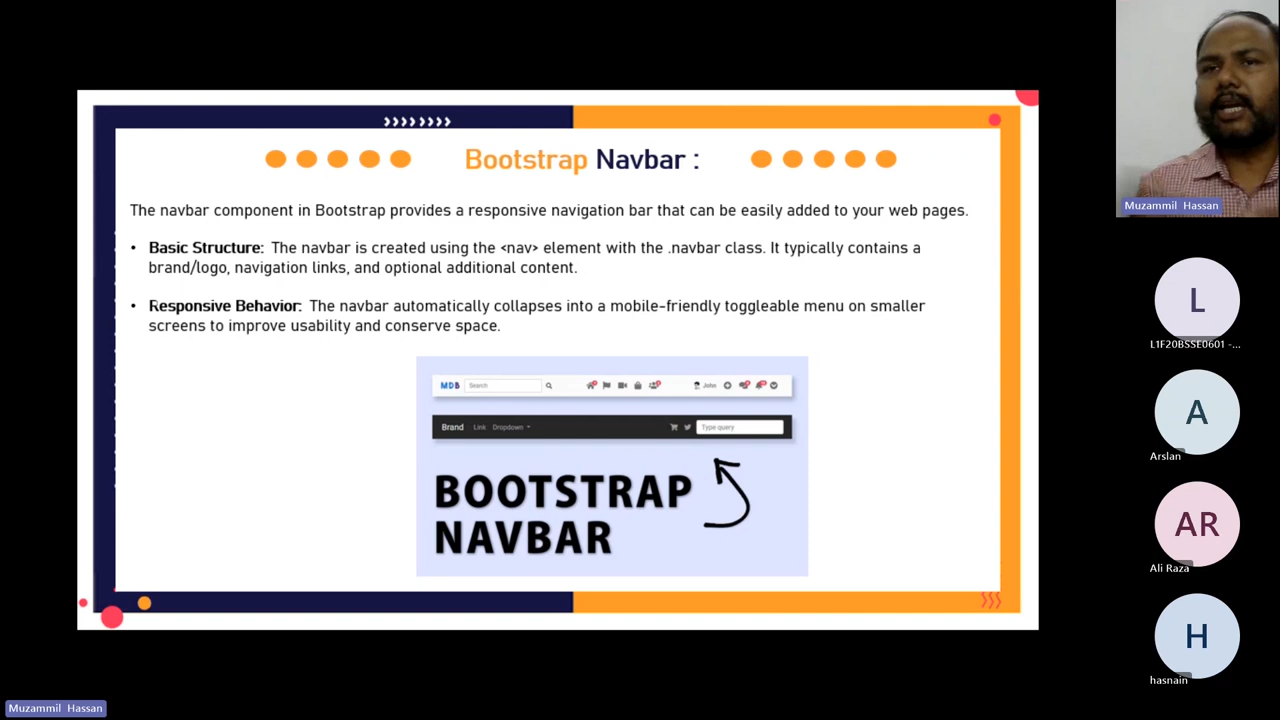 Bootstrap Navbar :
The navbar component in Bootstrap provides a responsive navigation bar that can be easily added to your web pages.
• Basic Structure: The navbar is created using the <nav> element with the .navbar class. It typically contains a
brand/logo, navigation links, and optional additional content.
• Responsive Behavior: The navbar automatically collapses into a mobile-friendly toggleable menu on smaller
screens to improve usability and conserve space.
MDB Search John
Brand Link Dropdown Type query
BOOTSTRAP
NAVBAR
Muzammil Hassan
L
L1F20BSSE0601 -...
A
Arslan
AR
Ali Raza
H
hasnain
Muzammil Hassan